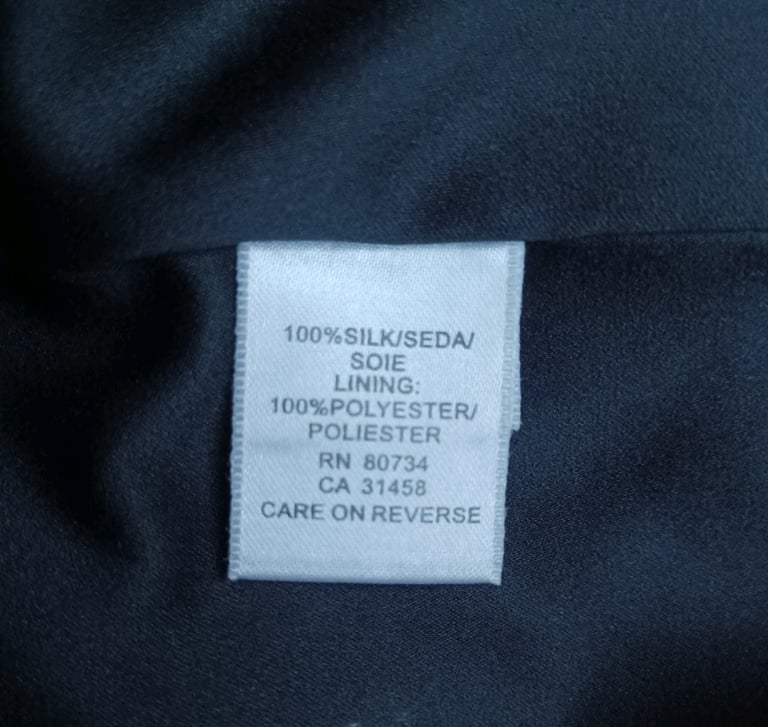 100%SILK/SEDA/
SOIE
LINING:
100%POLYESTER/
POLIESTER
RN 80734
CA 31458
CARE ON REVERSE